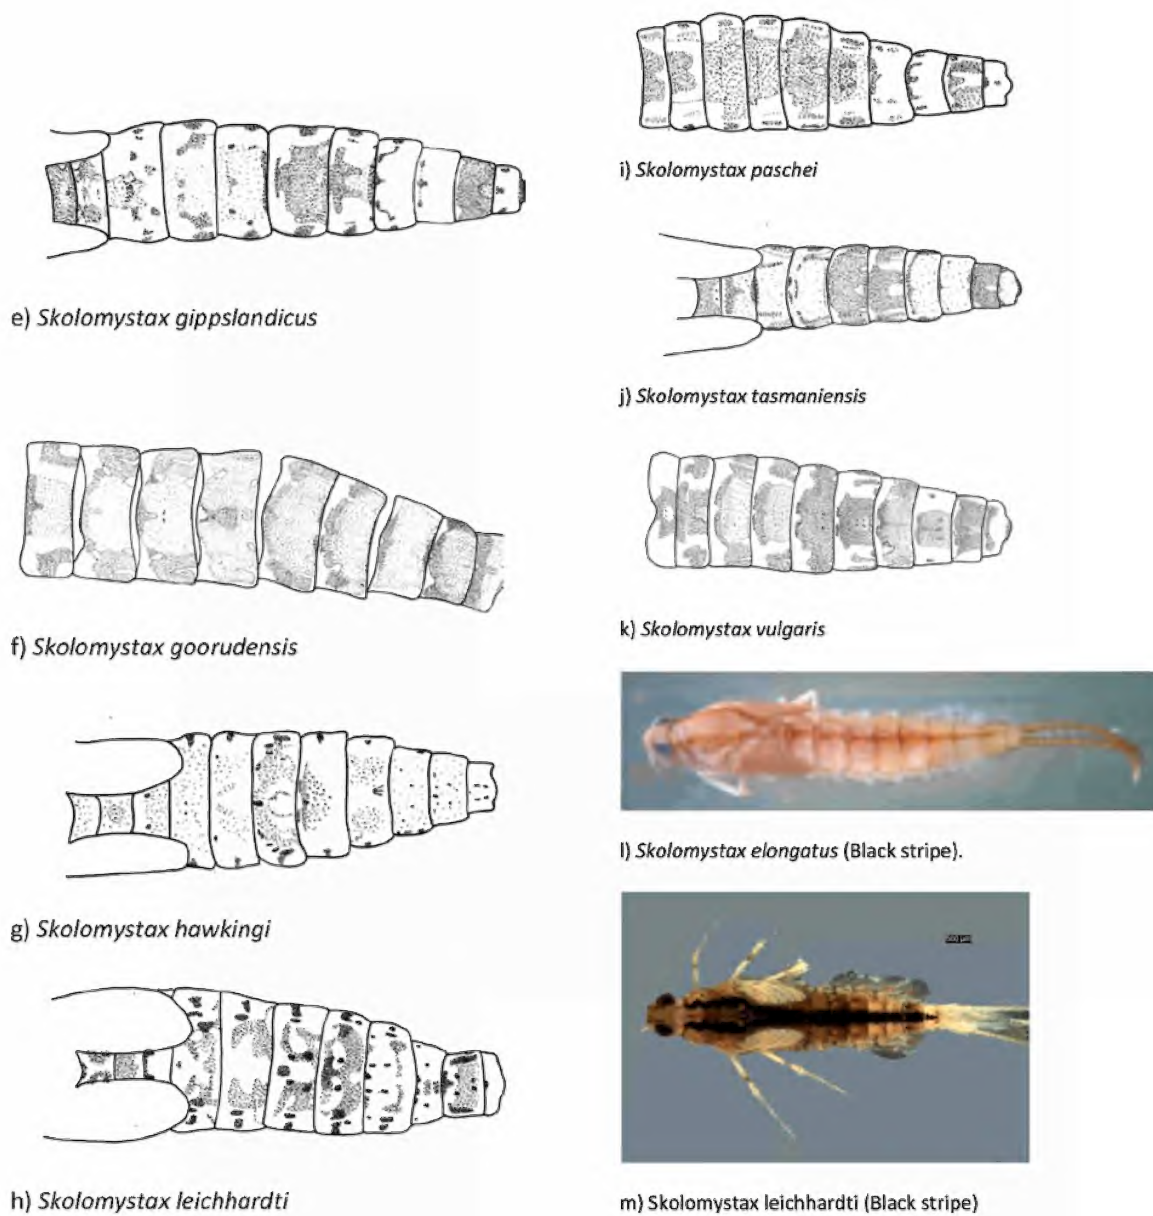 e) Skolomystax gippslandicus
f) Skolomystax goorudensis
g) Skolomystax hawkingi
h) Skolomystax leichhardti
i) Skolomystax paschei
j) Skolomystax tasmaniensis
k) Skolomystax vulgaris
l) Skolomystax elongatus (Black stripe).
m) Skolomystax leichhardti (Black stripe)